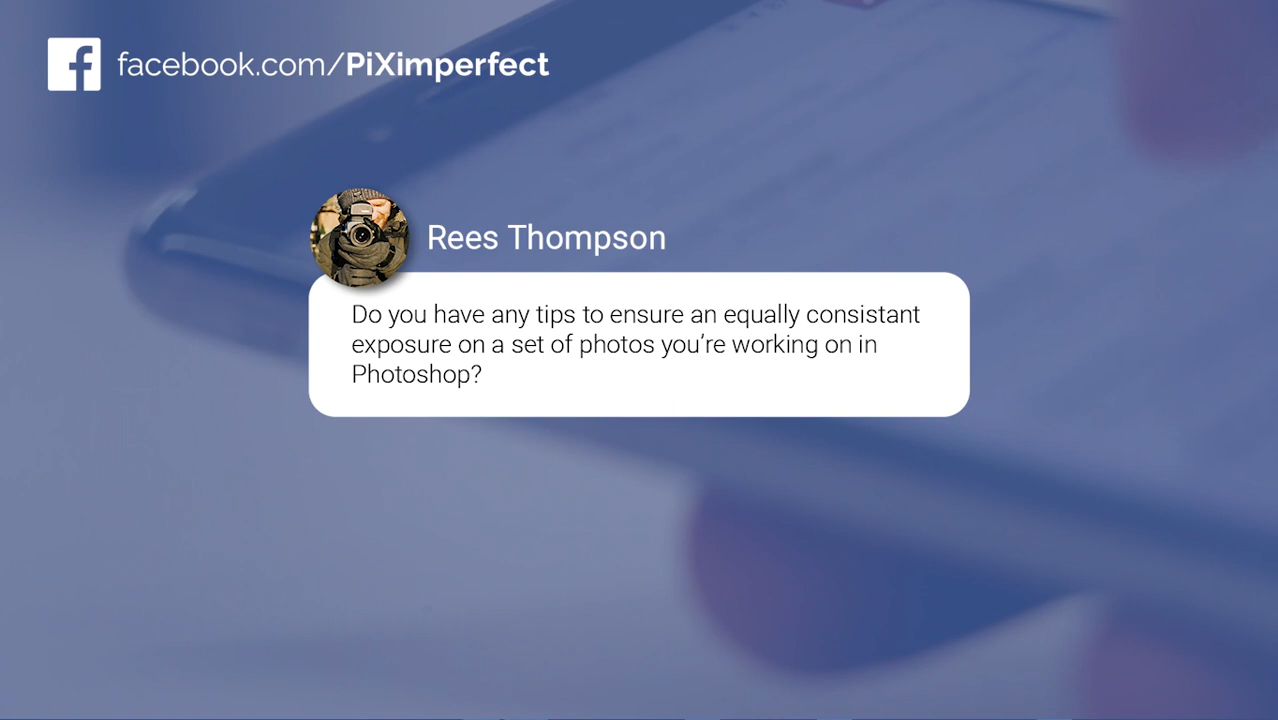 facebook.com/PiXimperfect
Rees Thompson
Do you have any tips to ensure an equally consistant
exposure on a set of photos you're working on in
Photoshop?